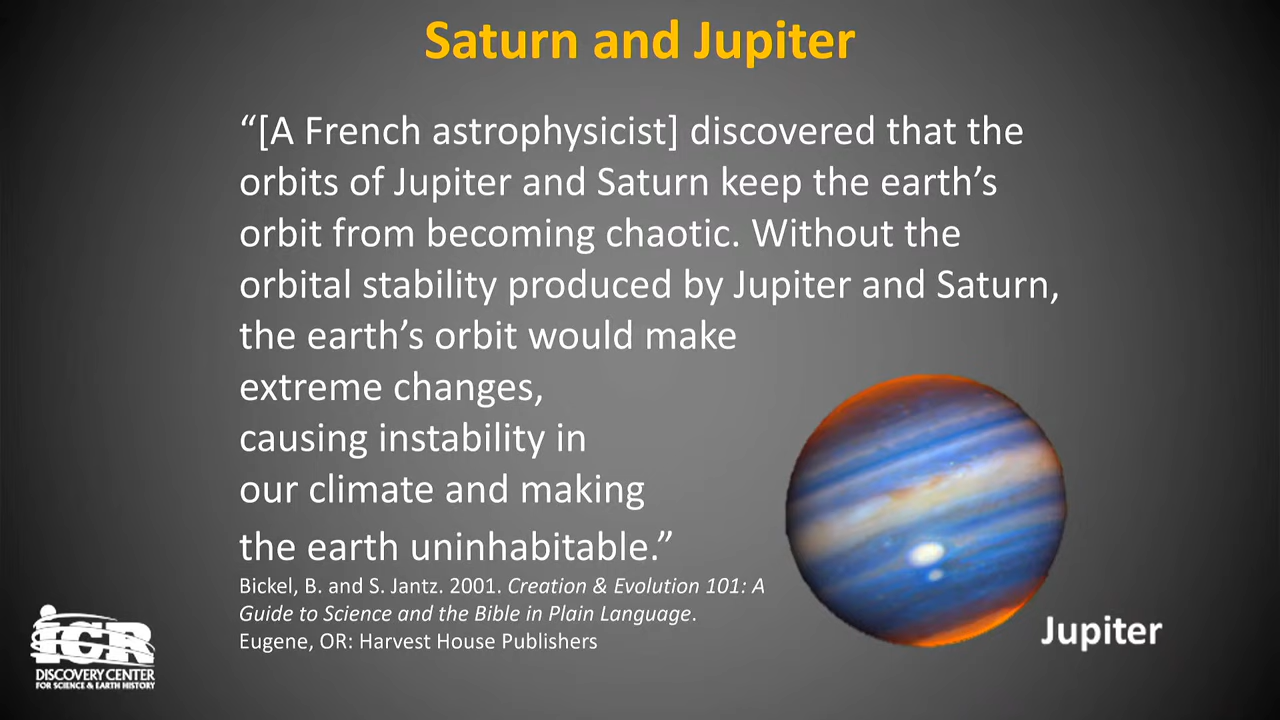 Saturn and Jupiter
“[A French astrophysicist] discovered that the
orbits of Jupiter and Saturn keep the earth’s
orbit from becoming chaotic. Without the
orbital stability produced by Jupiter and Saturn,
the earth’s orbit would make
extreme changes,
causing instability in
our climate and making
the earth uninhabitable.”
Bickel, B. and S. Jantz. 2001. Creation & Evolution 101: A
Guide to Science and the Bible in Plain Language.
Eugene, OR: Harvest House Publishers
Jupiter
iCR
DISCOVERY CENTER
FOR SCIENCE & EARTH HISTORY